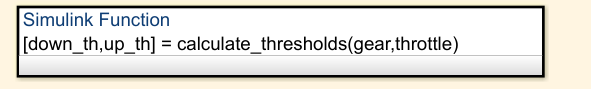 Simulink Function
[down_th,up_th] = calculate_thresholds(gear,throttle)